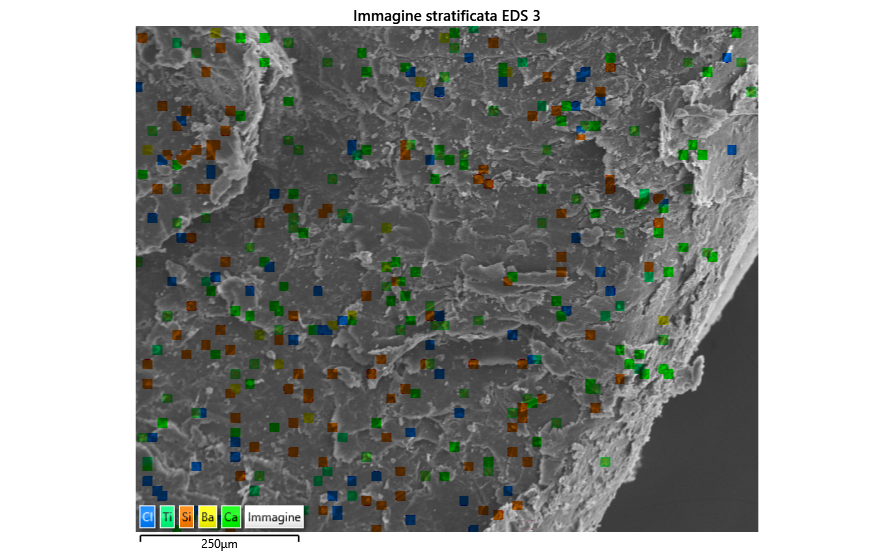 Immagine stratificata EDS 3
Cl Ti Si Ba Ca Immagine
250µm